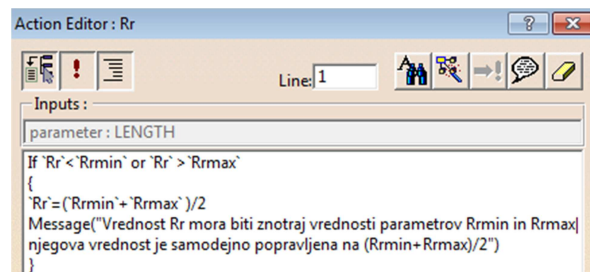 Action Editor : Rr
Line: 1
Inputs :
parameter : LENGTH
If `Rr`<`Rrmin` or `Rr` >`Rrmax`
{
`Rr`=(`Rrmin`+`Rrmax` )/2
Message("Vrednost Rr mora biti znotraj vrednosti parametrov Rrmin in Rrmax|
njegova vrednost je samodejno popravljena na (Rrmin+Rrmax)/2")
}